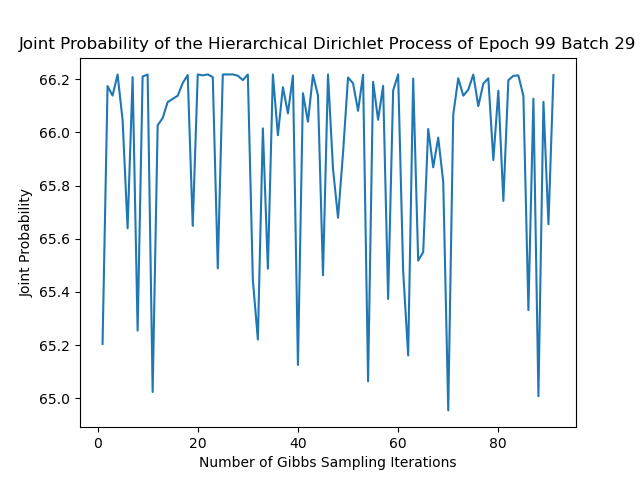 Joint Probability of the Hierarchical Dirichlet Process of Epoch 99 Batch 29
66.2
66.0
65.8
65.6
65.4
65.2
65.0
Joint Probability
0 20 40 60 80
Number of Gibbs Sampling Iterations